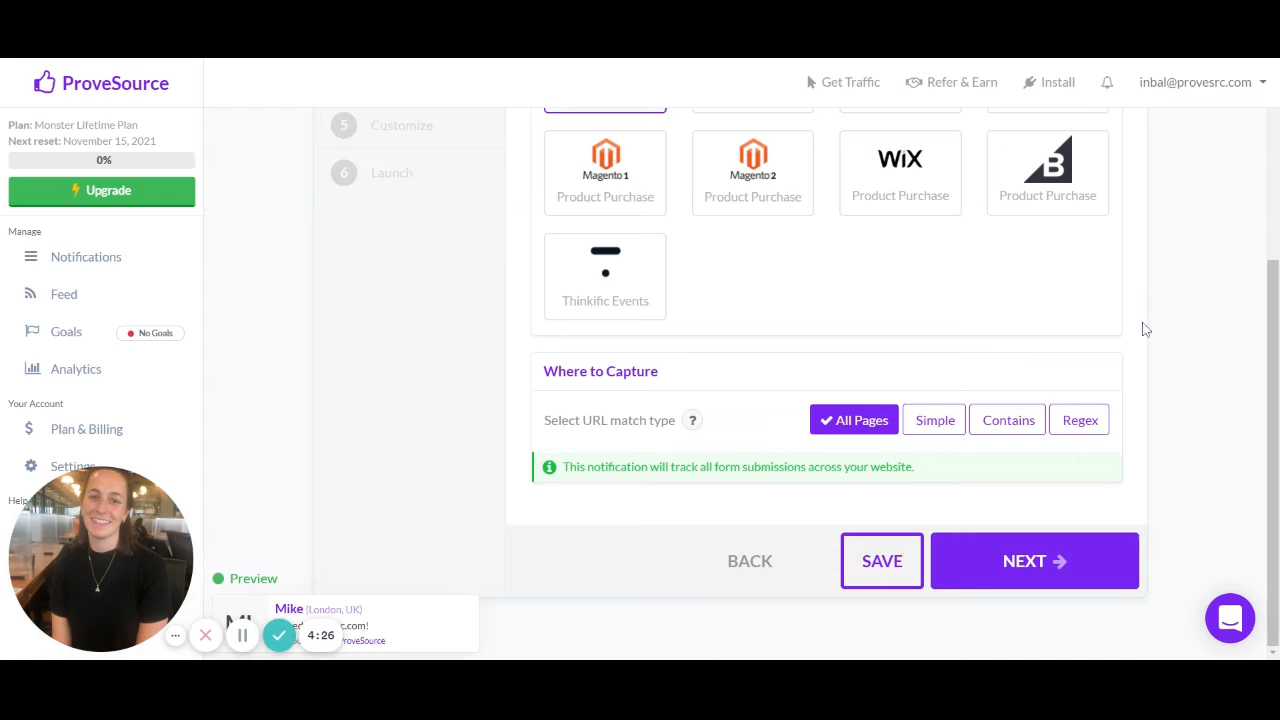 ProveSource
Get Traffic
Refer & Earn
Install
inbal@provesrc.com
Plan: Monster Lifetime Plan
Next reset: November 15, 2021
0%
Upgrade
Manage
Notifications
Feed
Goals
No Goals
Analytics
Your Account
Plan & Billing
Settings
Help
5 Customize
6 Launch
Magento 1
Product Purchase
Magento 2
Product Purchase
WiX
Product Purchase
B
Product Purchase
Thinkific Events
Where to Capture
Select URL match type ?
All Pages
Simple
Contains
Regex
This notification will track all form submissions across your website.
BACK
SAVE
NEXT
Preview
Mike (London, UK)
.com!
ProveSource
4:26